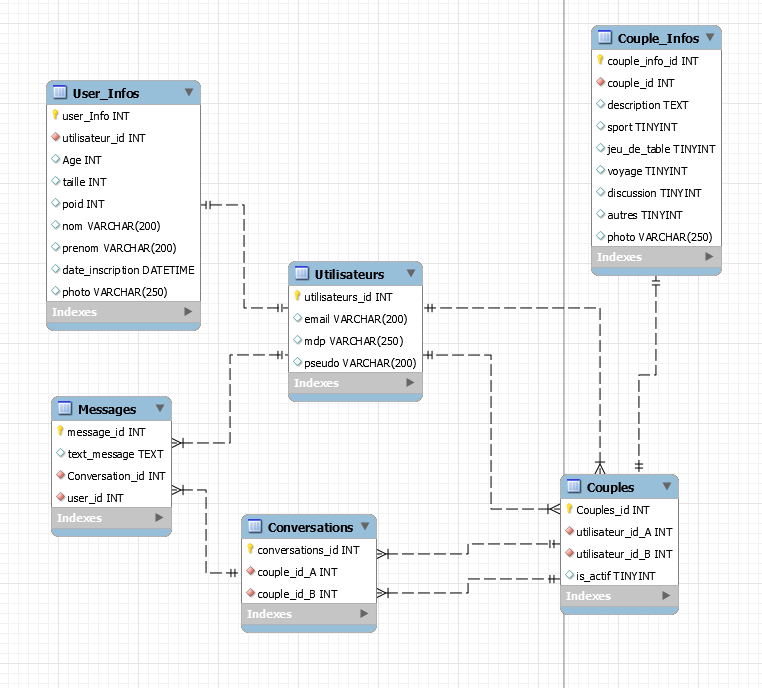 User_Infos
user_Info INT
utilisateur_id INT
Age INT
taille INT
poid INT
nom VARCHAR(200)
prenom VARCHAR(200)
date_inscription DATETIME
photo VARCHAR(250)
Indexes
Couple_Infos
couple_info_id INT
couple_id INT
description TEXT
sport TINYINT
jeu_de_table TINYINT
voyage TINYINT
discussion TINYINT
autres TINYINT
photo VARCHAR(250)
Indexes
Utilisateurs
utilisateurs_id INT
email VARCHAR(200)
mdp VARCHAR(250)
pseudo VARCHAR(200)
Indexes
Messages
message_id INT
text_message TEXT
Conversation_id INT
user_id INT
Indexes
Conversations
conversations_id INT
couple_id_A INT
couple_id_B INT
Indexes
Couples
Couples_id INT
utilisateur_id_A INT
utilisateur_id_B INT
is_actif TINYINT
Indexes